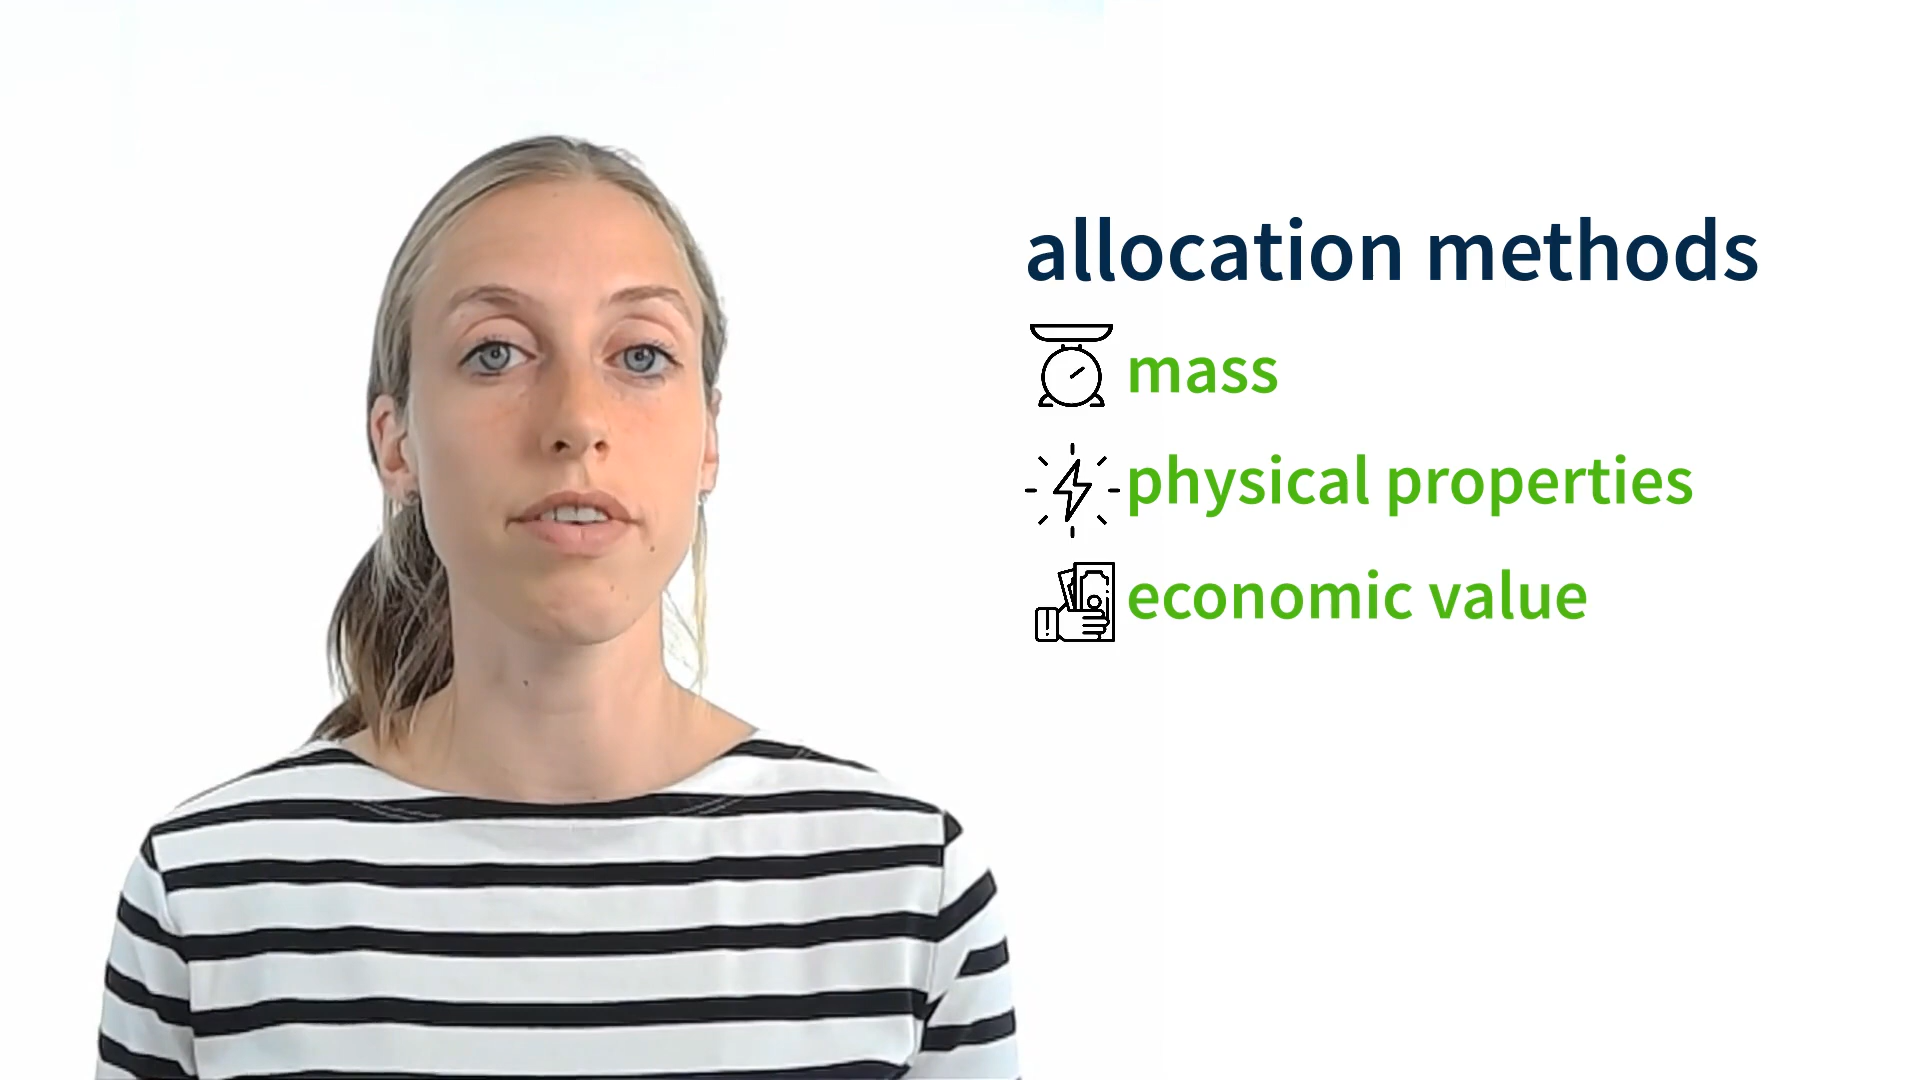 allocation methods
mass
physical properties
economic value